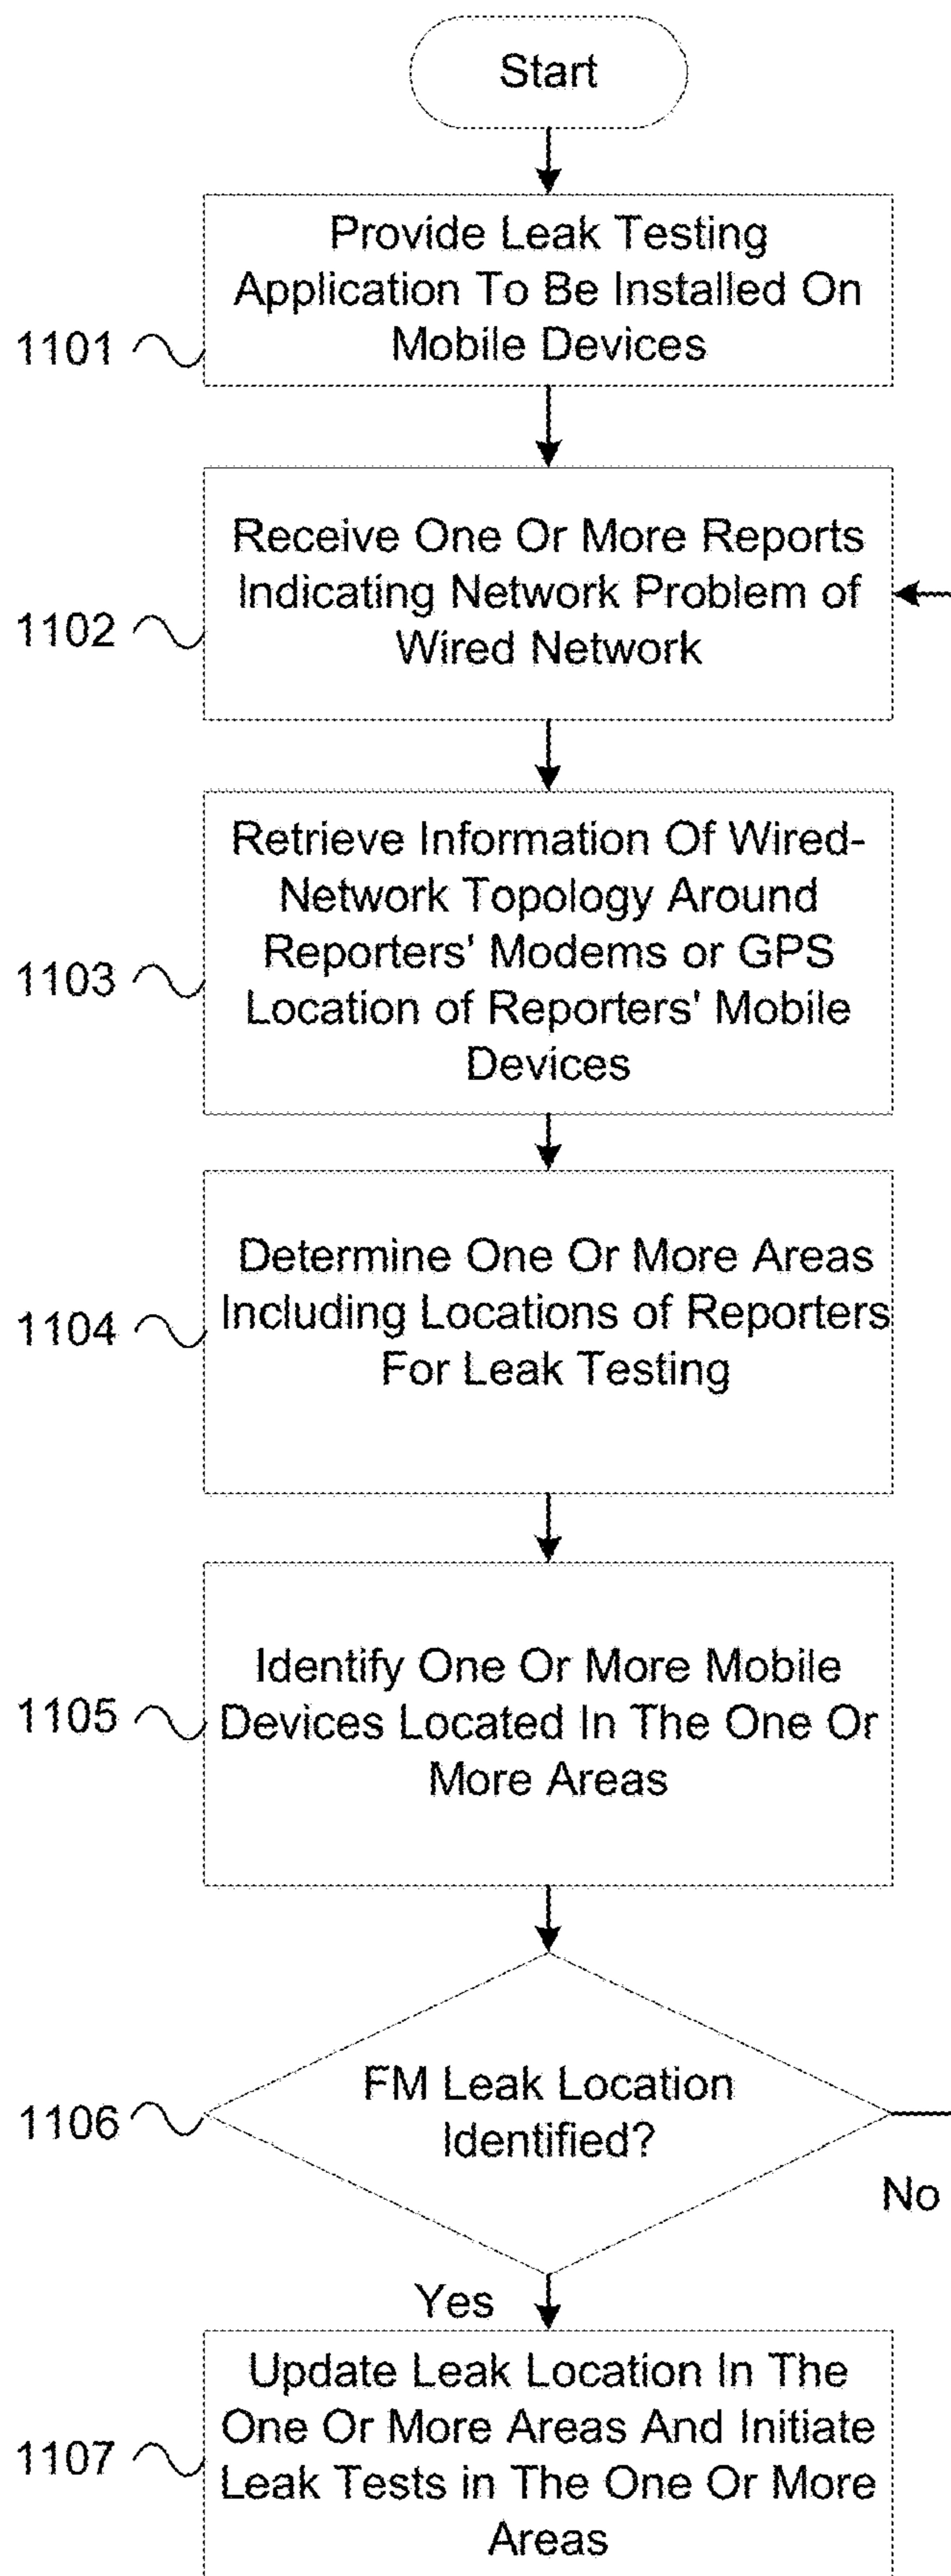 Start
Provide Leak Testing
Application To Be Installed On
Mobile Devices
1101
Receive One Or More Reports
Indicating Network Problem of
Wired Network
1102
Retrieve Information Of Wired-
Network Topology Around
Reporters' Modems or GPS
Location of Reporters' Mobile
Devices
1103
Determine One Or More Areas
Including Locations of Reporters
For Leak Testing
1104
Identify One Or More Mobile
Devices Located In The One Or
More Areas
1105
FM Leak Location
Identified?
1106
No
Yes
Update Leak Location In The
One Or More Areas And Initiate
Leak Tests in The One Or More
Areas
1107